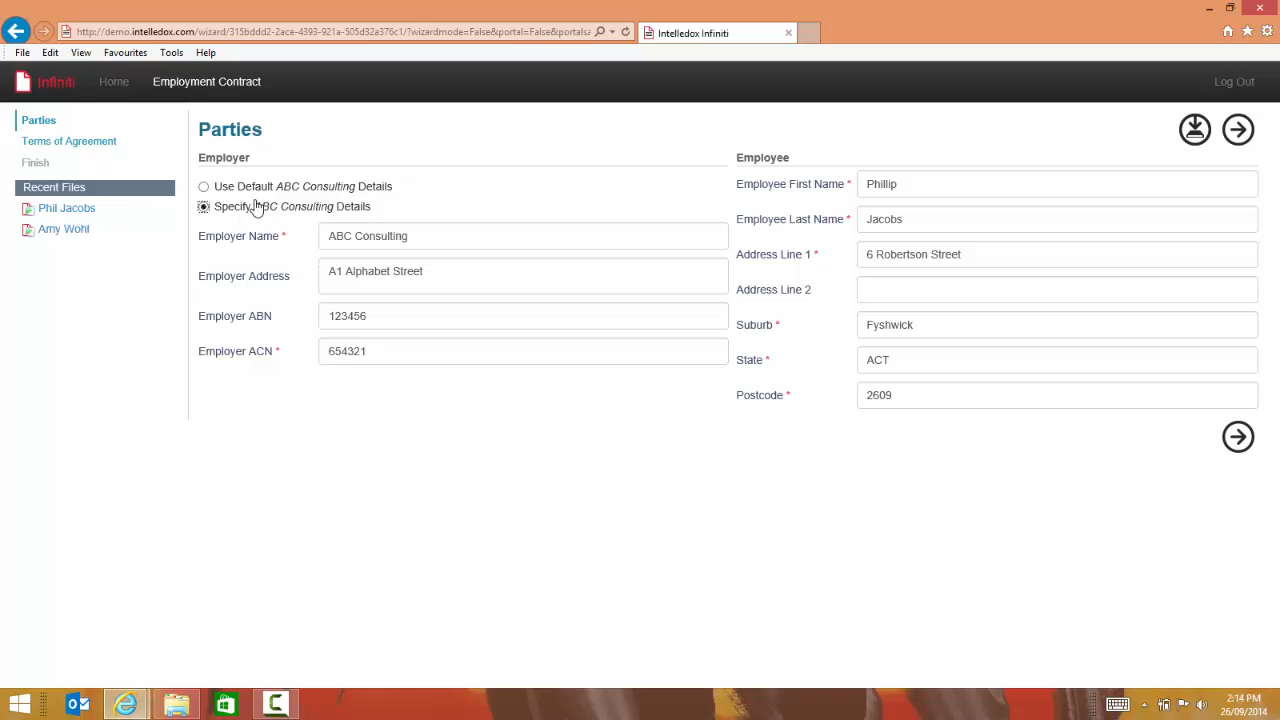 http://demo.intelledox.com/wizard/315bddd2-2ace-4393-921a-505d32a376c1/?wizardmode=False&portal=False&portals
Intelledox Infiniti
File Edit View Favourites Tools Help
Infiniti Home Employment Contract Log Out
Parties
Terms of Agreement
Finish
Recent Files
Phil Jacobs
Amy Wohl
Parties
Employer
Use Default ABC Consulting Details
Specify ABC Consulting Details
Employer Name * ABC Consulting
Employer Address A1 Alphabet Street
Employer ABN 123456
Employer ACN * 654321
Employee
Employee First Name * Phillip
Employee Last Name * Jacobs
Address Line 1 * 6 Robertson Street
Address Line 2
Suburb * Fyshwick
State * ACT
Postcode * 2609
2:14 PM
26/09/2014